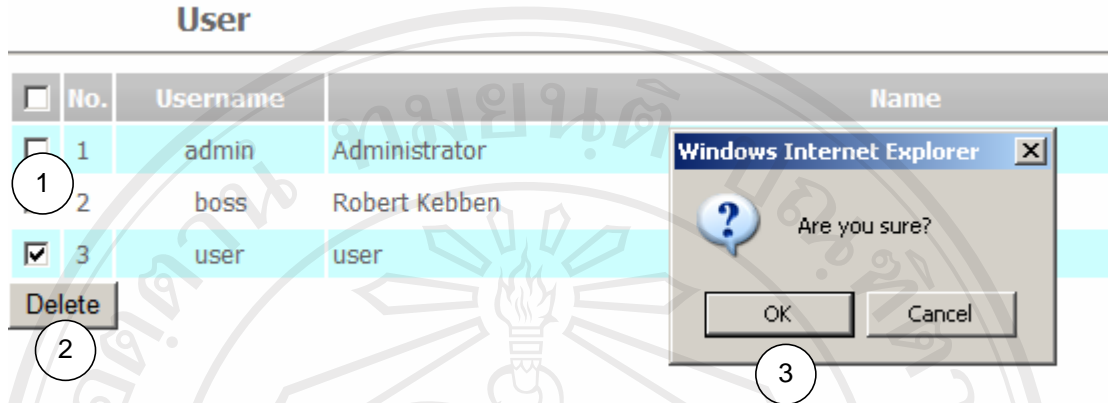 User
No. Username Name
1 admin Administrator
2 boss Robert Kebben
3 user user
Delete
Windows Internet Explorer
Are you sure?
OK Cancel
1
2
3